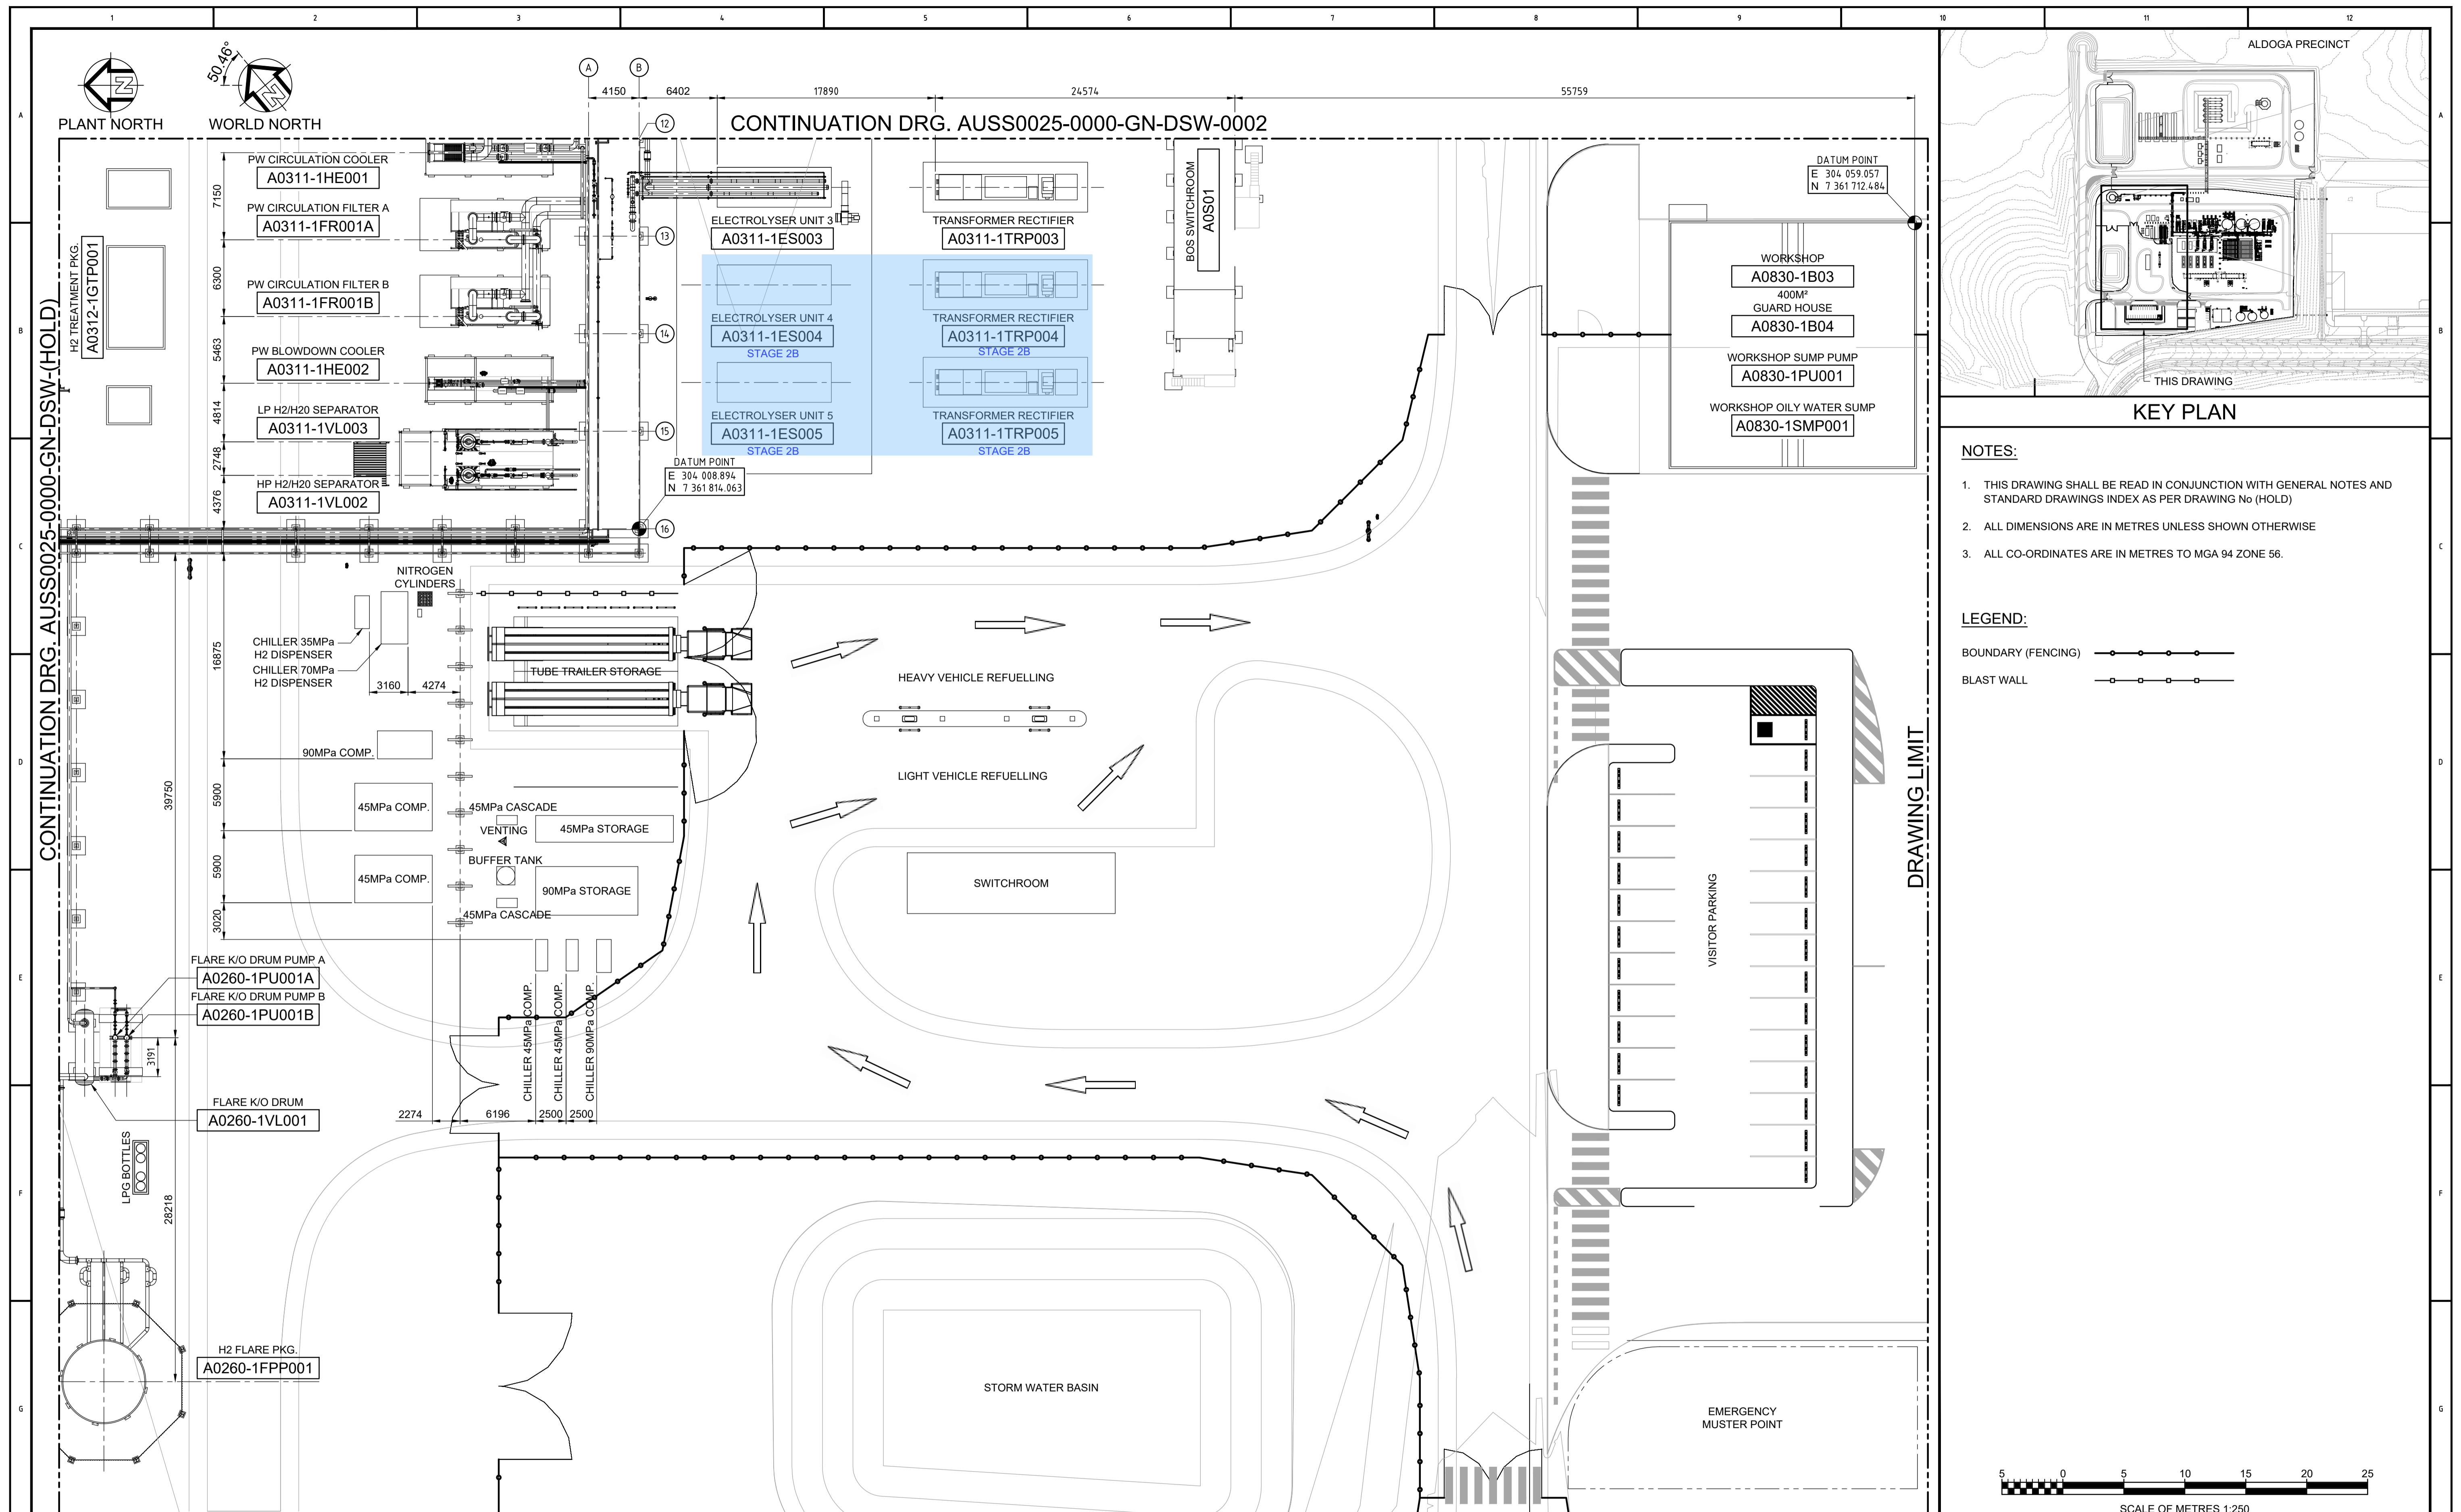 1 2 3 4 5 6 7 8 9 10 11 12
A
B
C
D
E
F
G
A
B
C
D
E
F
G
PLANT NORTH
50.46°
WORLD NORTH
N
N
A B
4150 6402 17890 24574 55759
CONTINUATION DRG. AUSS0025-0000-GN-DSW-0002
CONTINUATION DRG. AUSS0025-0000-GN-DSW-(HOLD)
12
13
14
15
16
7150
6300
5463
4814
2748
4376
H2 TREATMENT PKG.
A0312-1GTP001
PW CIRCULATION COOLER
A0311-1HE001
PW CIRCULATION FILTER A
A0311-1FR001A
PW CIRCULATION FILTER B
A0311-1FR001B
PW BLOWDOWN COOLER
A0311-1HE002
LP H2/H20 SEPARATOR
A0311-1VL003
HP H2/H20 SEPARATOR
A0311-1VL002
ELECTROLYSER UNIT 3
A0311-1ES003
TRANSFORMER RECTIFIER
A0311-1TRP003
ELECTROLYSER UNIT 4
A0311-1ES004
STAGE 2B
TRANSFORMER RECTIFIER
A0311-1TRP004
STAGE 2B
ELECTROLYSER UNIT 5
A0311-1ES005
STAGE 2B
TRANSFORMER RECTIFIER
A0311-1TRP005
STAGE 2B
DATUM POINT
E 304 008.894
N 7 361 814.063
BOS SWITCHROOM
A0S01
DATUM POINT
E 304 059.057
N 7 361 712.484
WORKSHOP
A0830-1B03
400M²
GUARD HOUSE
A0830-1B04
WORKSHOP SUMP PUMP
A0830-1PU001
WORKSHOP OILY WATER SUMP
A0830-1SMP001
NITROGEN
CYLINDERS
CHILLER 35MPa
H2 DISPENSER
CHILLER 70MPa
H2 DISPENSER
3160 4274
16875
39750
5900
5900
3020
90MPa COMP.
45MPa COMP.
45MPa COMP.
TUBE TRAILER STORAGE
45MPa CASCADE
VENTING
45MPa STORAGE
BUFFER TANK
90MPa STORAGE
45MPa CASCADE
HEAVY VEHICLE REFUELLING
LIGHT VEHICLE REFUELLING
SWITCHROOM
VISITOR PARKING
DRAWING LIMIT
FLARE K/O DRUM PUMP A
A0260-1PU001A
FLARE K/O DRUM PUMP B
A0260-1PU001B
3191
FLARE K/O DRUM
A0260-1VL001
CHILLER 45MPa COMP.
CHILLER 45MPa COMP.
CHILLER 90MPa COMP.
2274 6196 2500 2500
LPG BOTTLES
28218
H2 FLARE PKG.
A0260-1FPP001
STORM WATER BASIN
EMERGENCY
MUSTER POINT
ALDOGA PRECINCT
THIS DRAWING
KEY PLAN
NOTES:
1. THIS DRAWING SHALL BE READ IN CONJUNCTION WITH GENERAL NOTES AND
STANDARD DRAWINGS INDEX AS PER DRAWING No (HOLD)
2. ALL DIMENSIONS ARE IN METRES UNLESS SHOWN OTHERWISE
3. ALL CO-ORDINATES ARE IN METRES TO MGA 94 ZONE 56.
LEGEND:
BOUNDARY (FENCING)
BLAST WALL
5 0 5 10 15 20 25
SCALE OF METRES 1:250